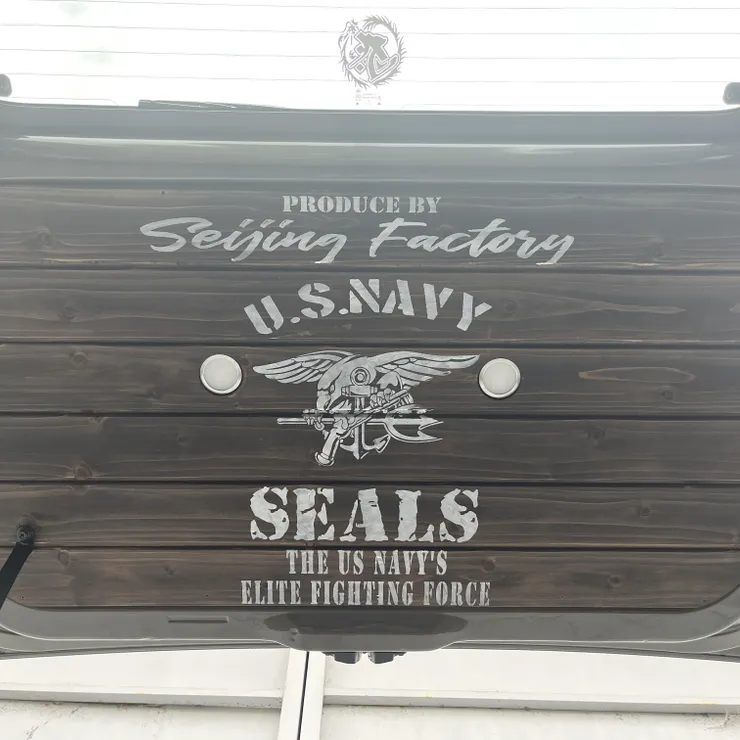 PRODUCE BY
Seijing Factory
U.S.NAVY
SEALS
THE US NAVY'S
ELITE FIGHTING FORCE